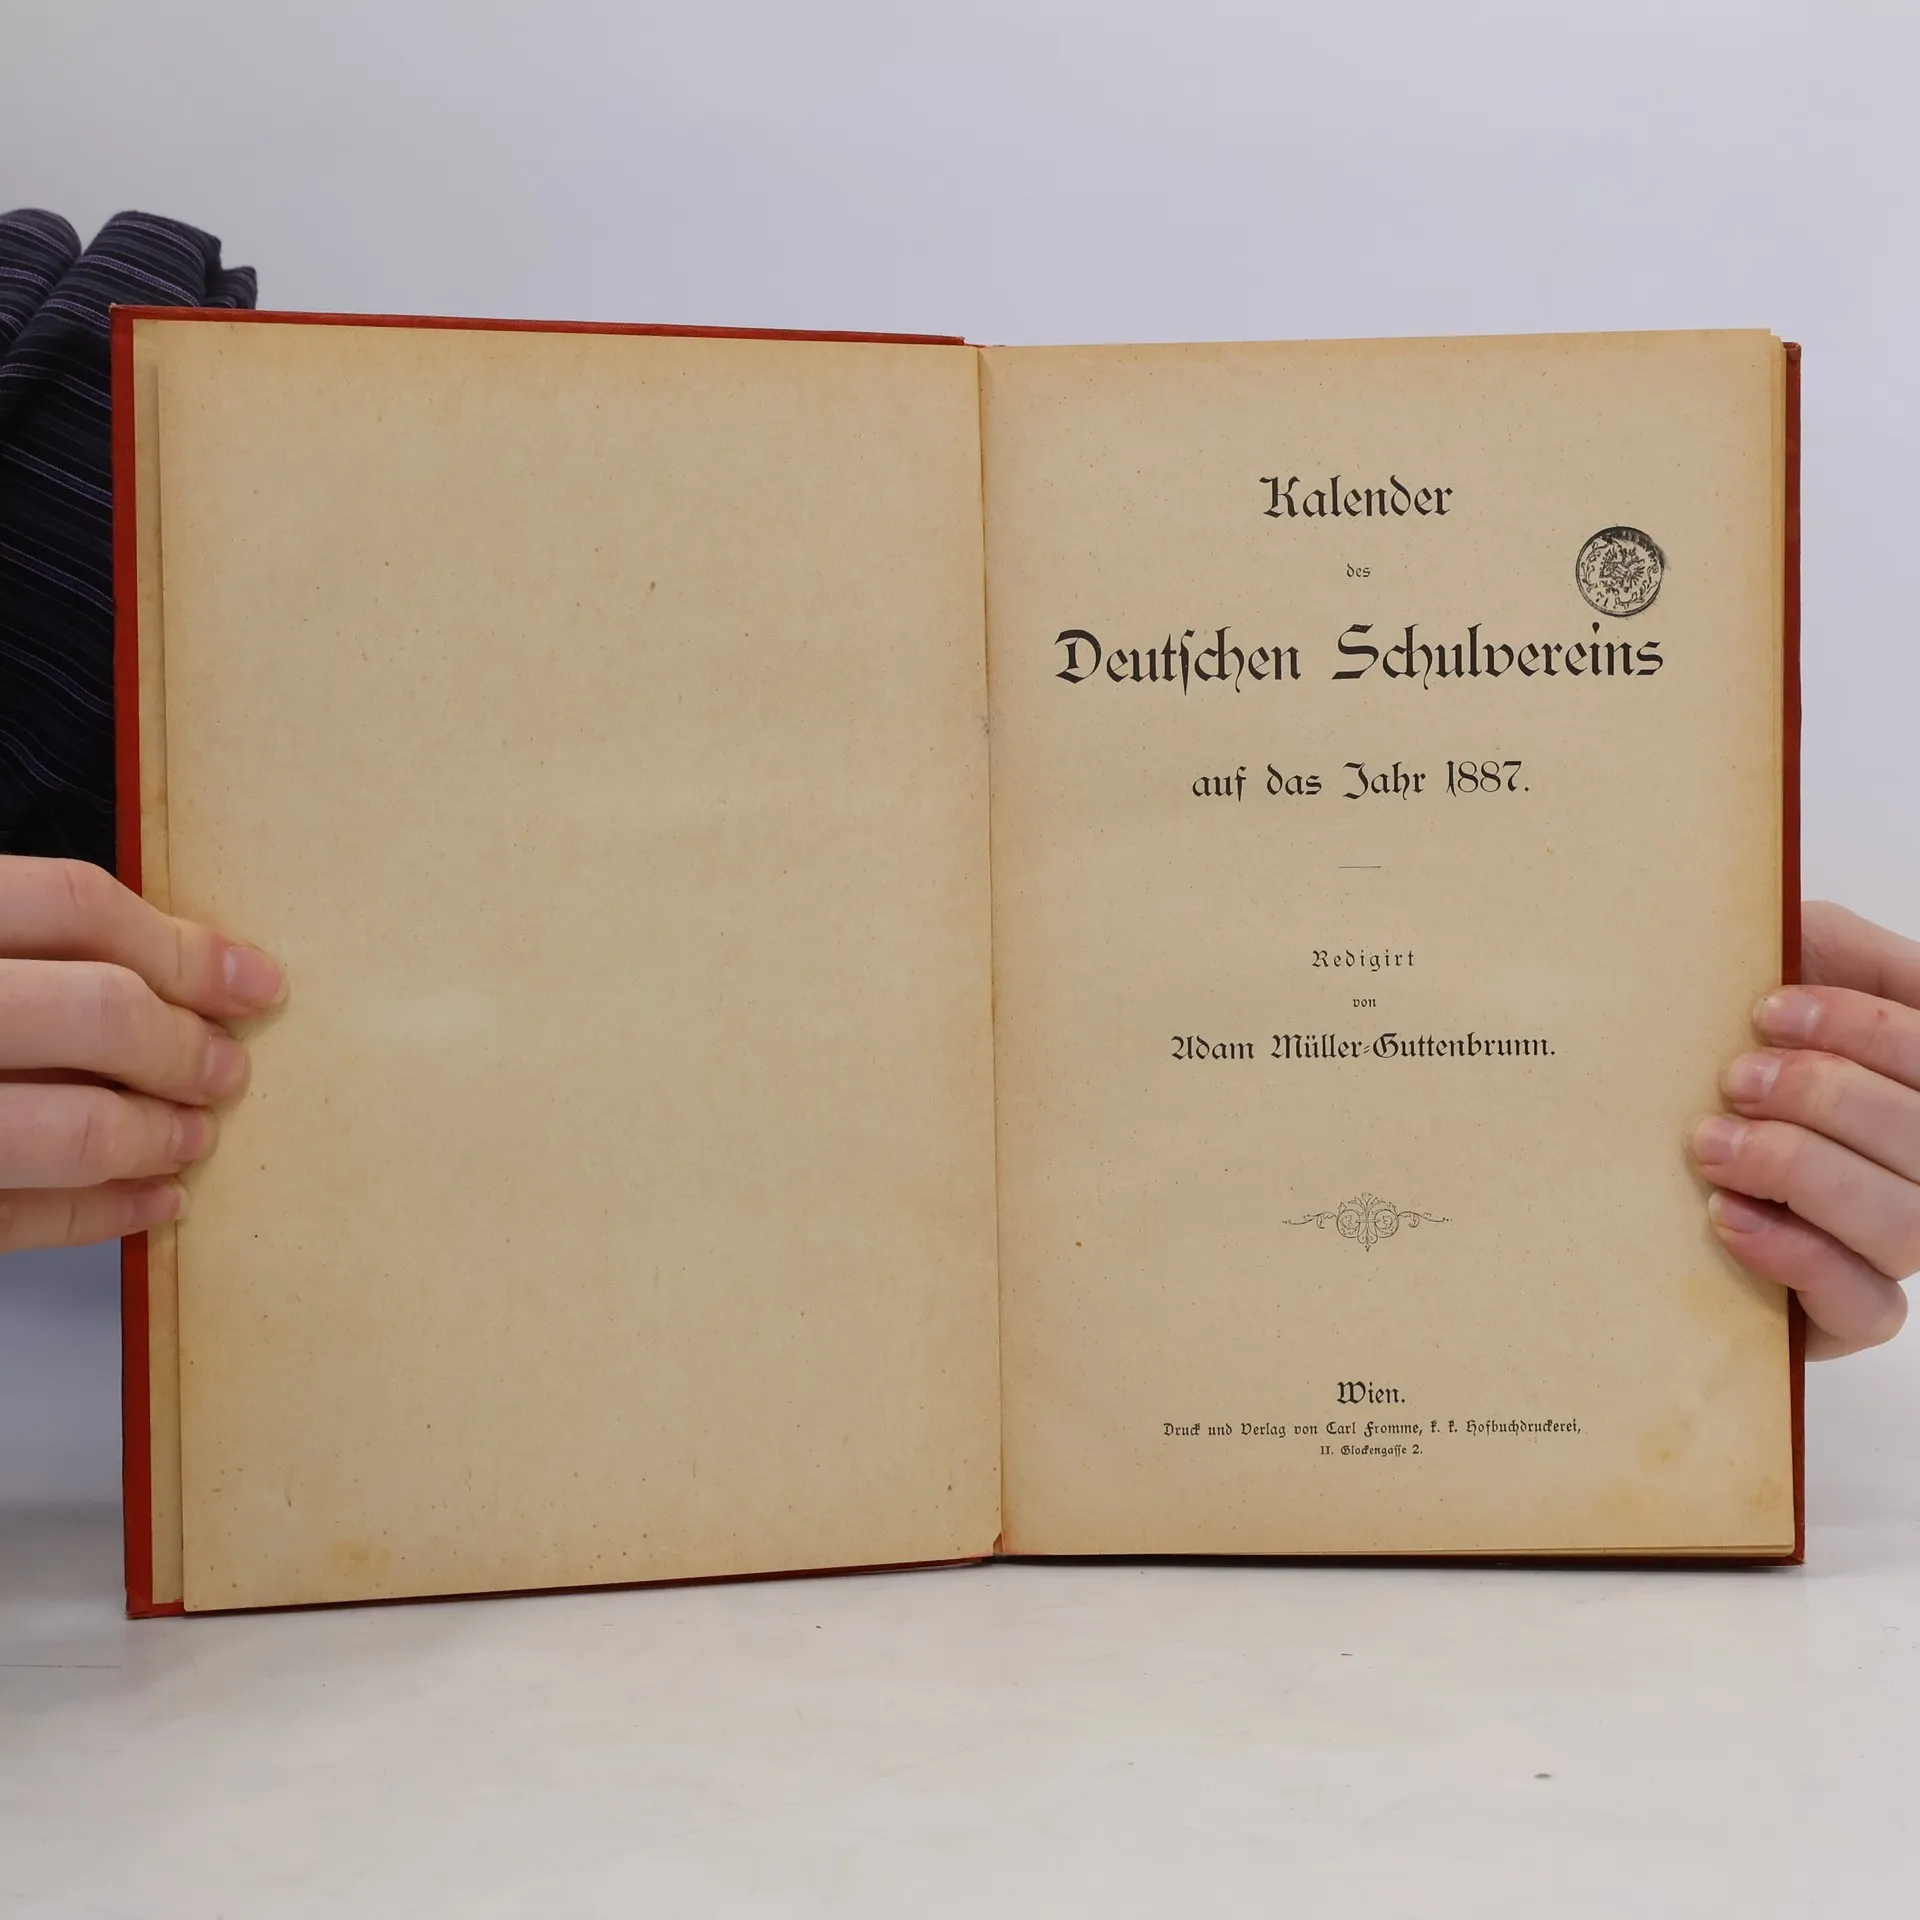 Kalender
des
Deutſchen Schulvereins
auf das Jahr 1887.
Redigirt
von
Adam Müller-Guttenbrunn.
Wien.
Druck und Verlag von Carl Fromme, k. k. Hofbuchdruckerei,
II. Glockengaſſe 2.